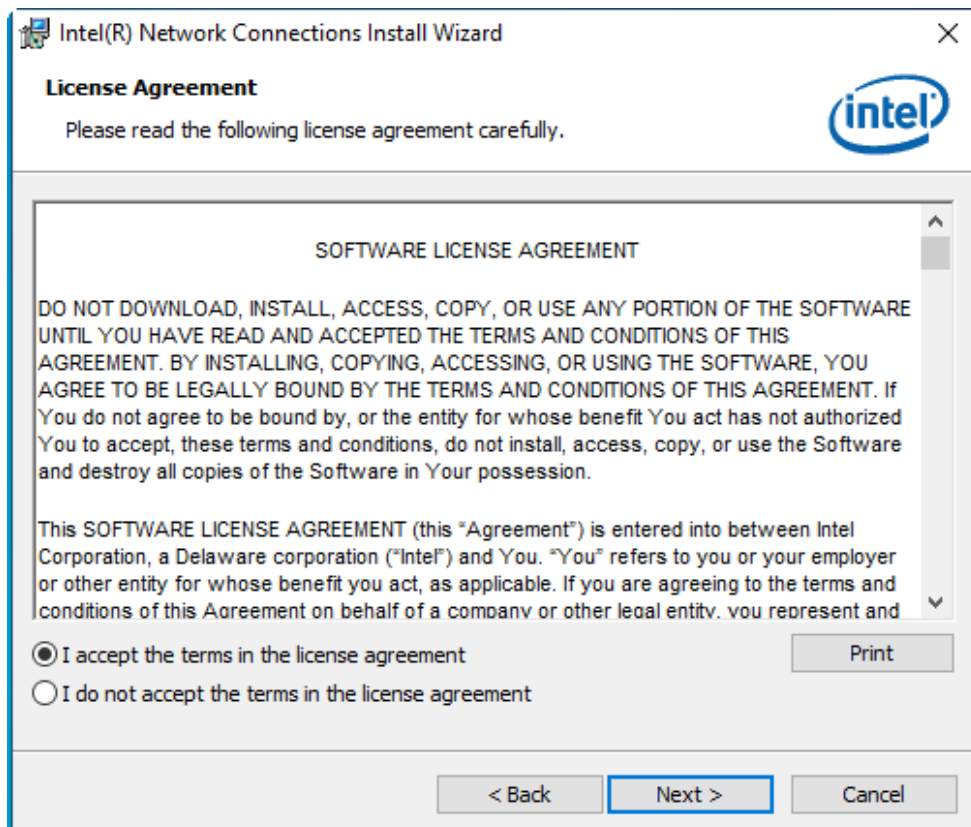 Intel(R) Network Connections Install Wizard
License Agreement
Please read the following license agreement carefully.
intel
SOFTWARE LICENSE AGREEMENT
DO NOT DOWNLOAD, INSTALL, ACCESS, COPY, OR USE ANY PORTION OF THE SOFTWARE
UNTIL YOU HAVE READ AND ACCEPTED THE TERMS AND CONDITIONS OF THIS
AGREEMENT. BY INSTALLING, COPYING, ACCESSING, OR USING THE SOFTWARE, YOU
AGREE TO BE LEGALLY BOUND BY THE TERMS AND CONDITIONS OF THIS AGREEMENT. If
You do not agree to be bound by, or the entity for whose benefit You act has not authorized
You to accept, these terms and conditions, do not install, access, copy, or use the Software
and destroy all copies of the Software in Your possession.
This SOFTWARE LICENSE AGREEMENT (this “Agreement”) is entered into between Intel
Corporation, a Delaware corporation (“Intel”) and You. “You” refers to you or your employer
or other entity for whose benefit you act, as applicable. If you are agreeing to the terms and
conditions of this Agreement on behalf of a company or other legal entity, you represent and
I accept the terms in the license agreement
Print
I do not accept the terms in the license agreement
< Back
Next >
Cancel